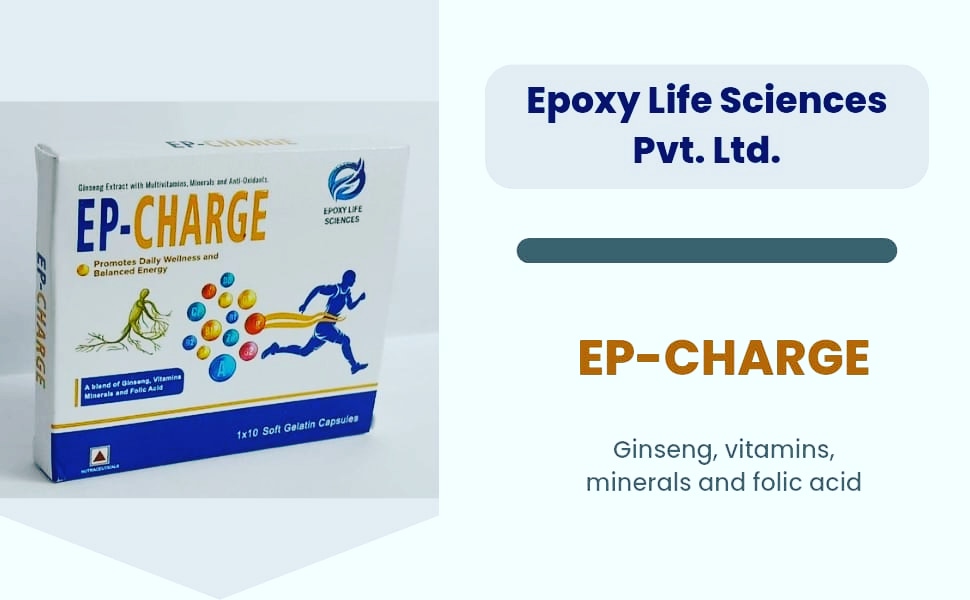 EP-CHARGE
Ginseng Extract with Multivitamins, Minerals and Anti-Oxidants.
EP-CHARGE
Promotes Daily Wellness and
Balanced Energy
EPOXY LIFE
SCIENCES
EP-CHARGE
A blend of Ginseng, Vitamins
Minerals and Folic Acid
1x10 Soft Gelatin Capsules
NUTRACEUTICALS
A
Epoxy Life Sciences
Pvt. Ltd.
EP-CHARGE
Ginseng, vitamins,
minerals and folic acid